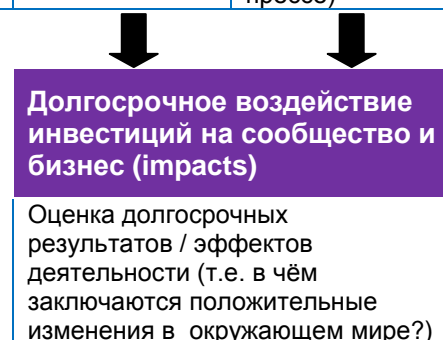 Долгосрочное воздействие
инвестиций на сообщество и
бизнес (impacts)
Оценка долгосрочных
результатов / эффектов
деятельности (т.е. в чём
заключаются положительные
изменения в окружающем мире?)